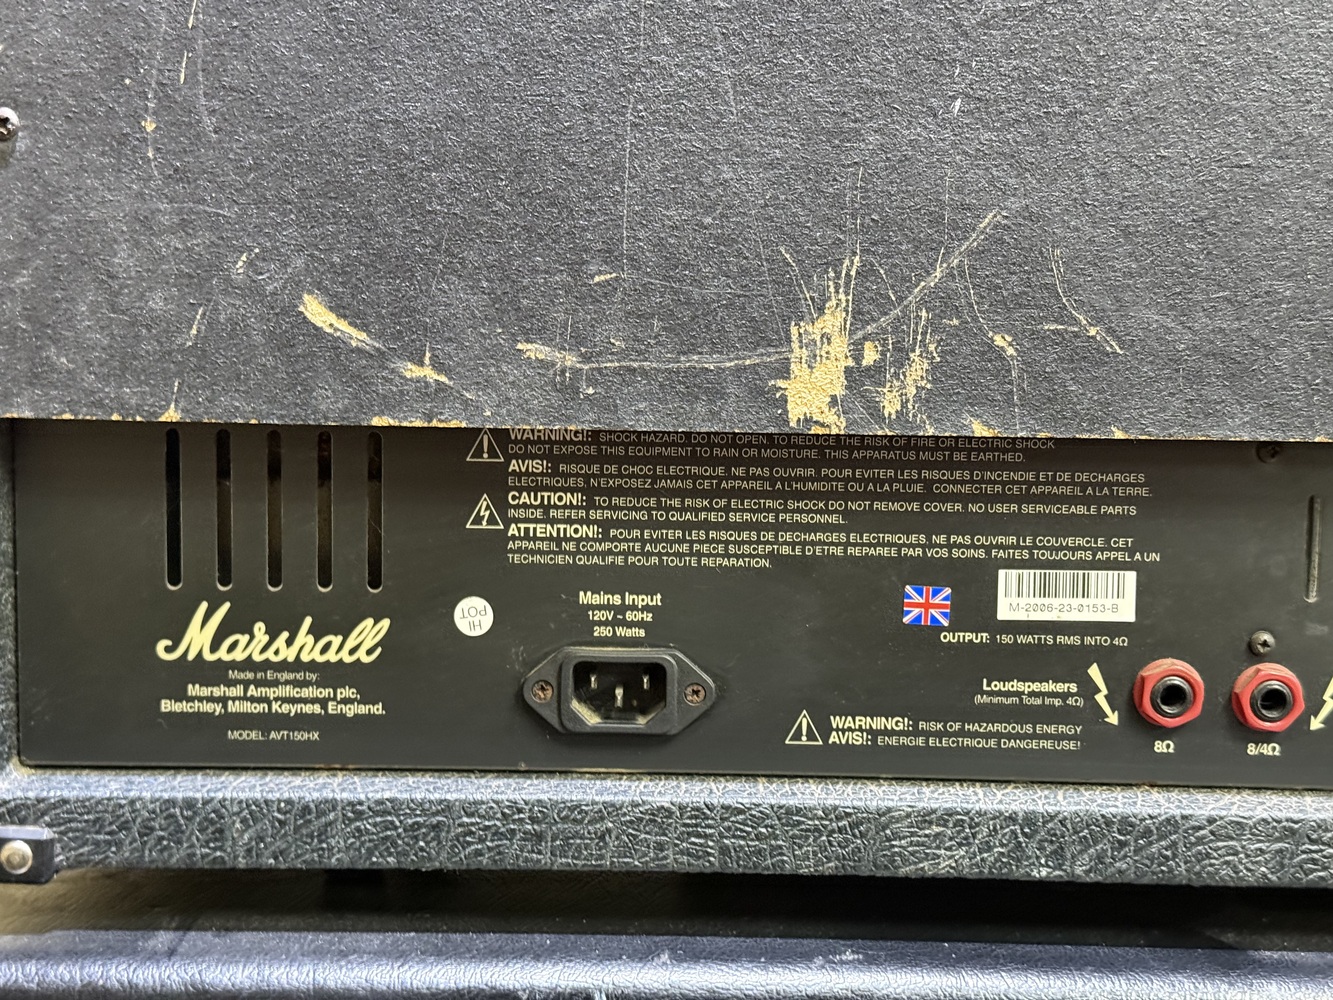 WARNING!: SHOCK HAZARD. DO NOT OPEN. TO REDUCE THE RISK OF FIRE OR ELECTRIC SHOCK
DO NOT EXPOSE THIS EQUIPMENT TO RAIN OR MOISTURE. THIS APPARATUS MUST BE EARTHED.
AVIS!: RISQUE DE CHOC ELECTRIQUE. NE PAS OUVRIR. POUR EVITER LES RISQUES D'INCENDIE ET DE DECHARGES
ELECTRIQUES, N'EXPOSEZ JAMAIS CET APPAREIL A L'HUMIDITE OU A LA PLUIE. CONNECTER CET APPAREIL A LA TERRE.
CAUTION!: TO REDUCE THE RISK OF ELECTRIC SHOCK DO NOT REMOVE COVER. NO USER SERVICEABLE PARTS
INSIDE. REFER SERVICING TO QUALIFIED SERVICE PERSONNEL.
ATTENTION!: POUR EVITER LES RISQUES DE DECHARGES ELECTRIQUES, NE PAS OUVRIR LE COUVERCLE. CET
APPAREIL NE COMPORTE AUCUNE PIECE SUSCEPTIBLE D'ETRE REPAREE PAR VOS SOINS. FAITES TOUJOURS APPEL A UN
TECHNICIEN QUALIFIE POUR TOUTE REPARATION.
Marshall
Made in England by:
Marshall Amplification plc,
Bletchley, Milton Keynes, England.
MODEL: AVT150HX
HI
POT
Mains Input
120V ~ 60Hz
250 Watts
M-2006-23-0153-B
OUTPUT: 150 WATTS RMS INTO 4Ω
Loudspeakers
(Minimum Total Imp. 4Ω)
WARNING!: RISK OF HAZARDOUS ENERGY
AVIS!: ENERGIE ELECTRIQUE DANGEREUSE!
8Ω
8/4Ω